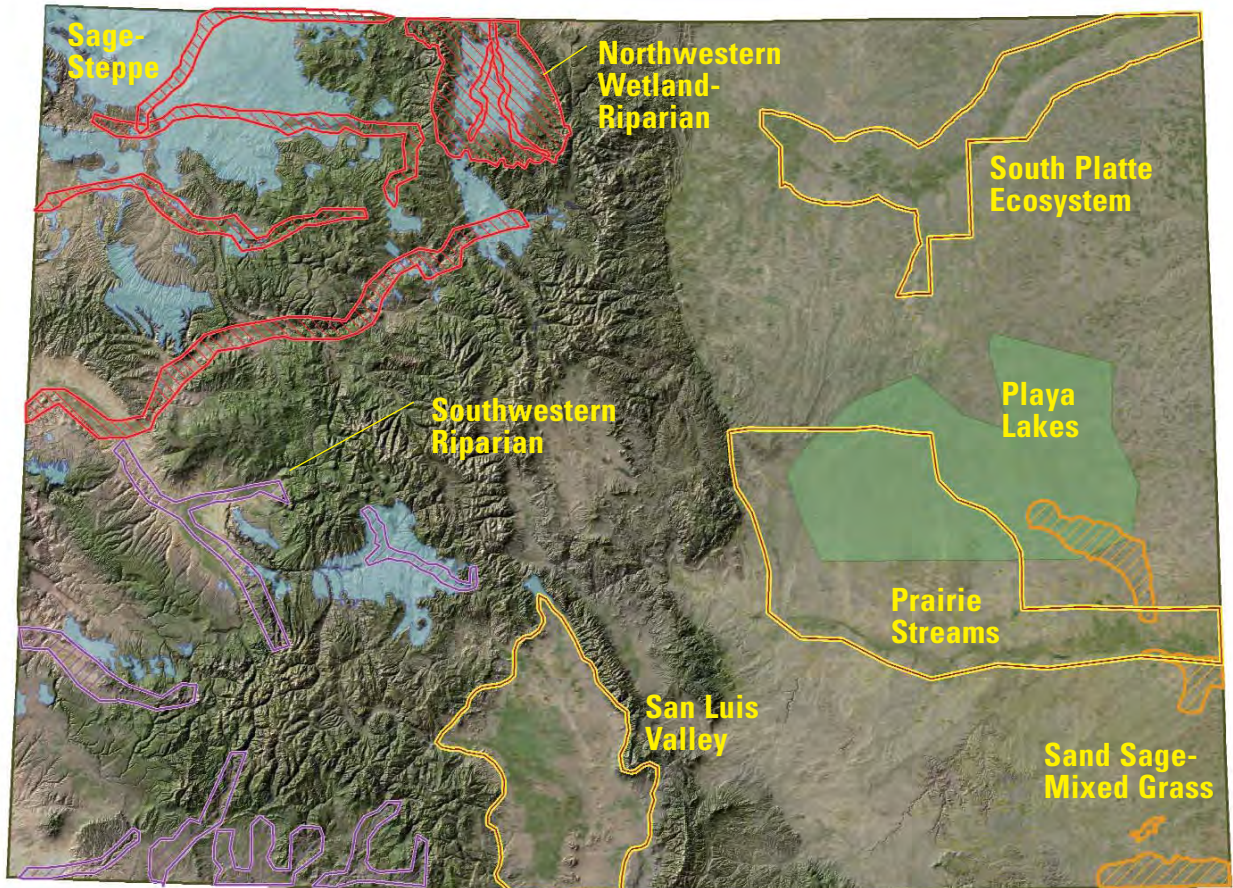 Sage-
Steppe
Northwestern
Wetland-
Riparian
South Platte
Ecosystem
Playa
Lakes
Southwestern
Riparian
Prairie
Streams
San Luis
Valley
Sand Sage-
Mixed Grass